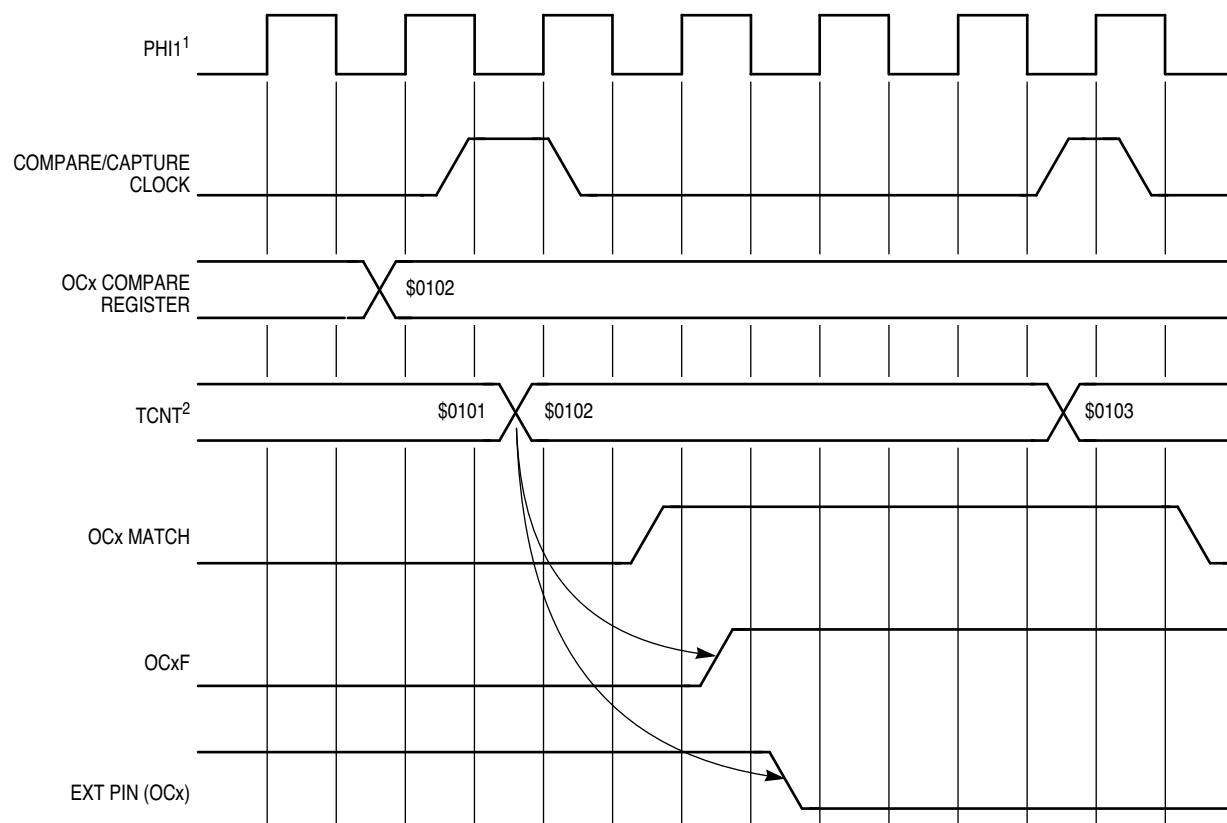 PHI1¹
COMPARE/CAPTURE
CLOCK
OCx COMPARE
REGISTER
$0102
TCNT²
$0101
$0102
$0103
OCx MATCH
OCxF
EXT PIN (OCx)